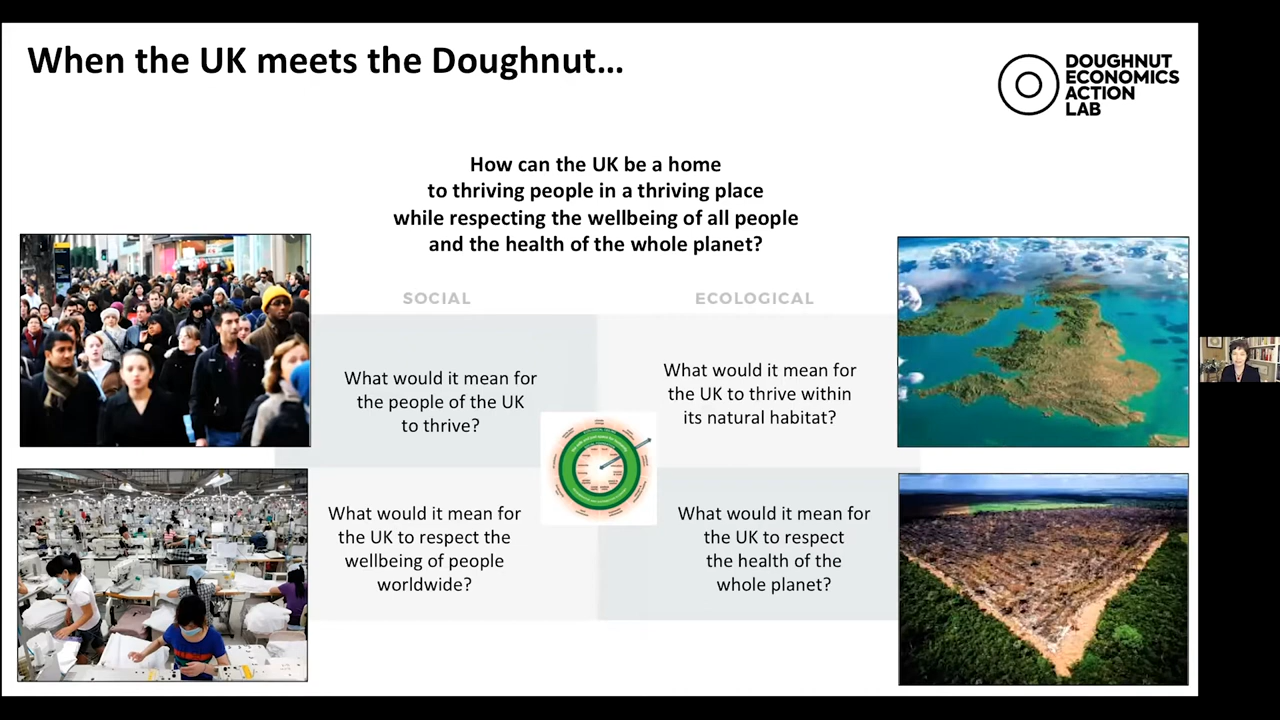 When the UK meets the Doughnut...
DOUGHNUT
ECONOMICS
ACTION
LAB
How can the UK be a home
to thriving people in a thriving place
while respecting the wellbeing of all people
and the health of the whole planet?
SOCIAL
ECOLOGICAL
What would it mean for
the people of the UK
to thrive?
What would it mean for
the UK to thrive within
its natural habitat?
What would it mean for
the UK to respect the
wellbeing of people
worldwide?
What would it mean for
the UK to respect
the health of the
whole planet?